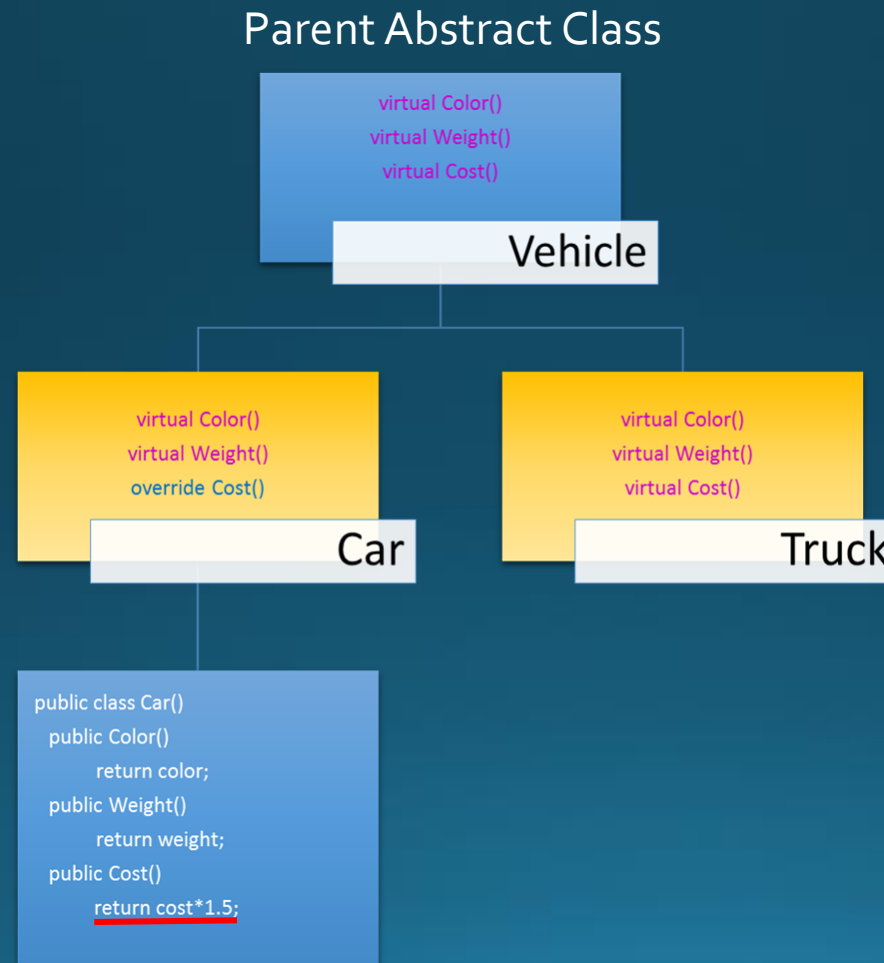 Parent Abstract Class
virtual Color()
virtual Weight()
virtual Cost()
Vehicle
virtual Color()
virtual Weight()
override Cost()
Car
virtual Color()
virtual Weight()
virtual Cost()
Truck
public class Car()
public Color()
return color;
public Weight()
return weight;
public Cost()
return cost*1.5;